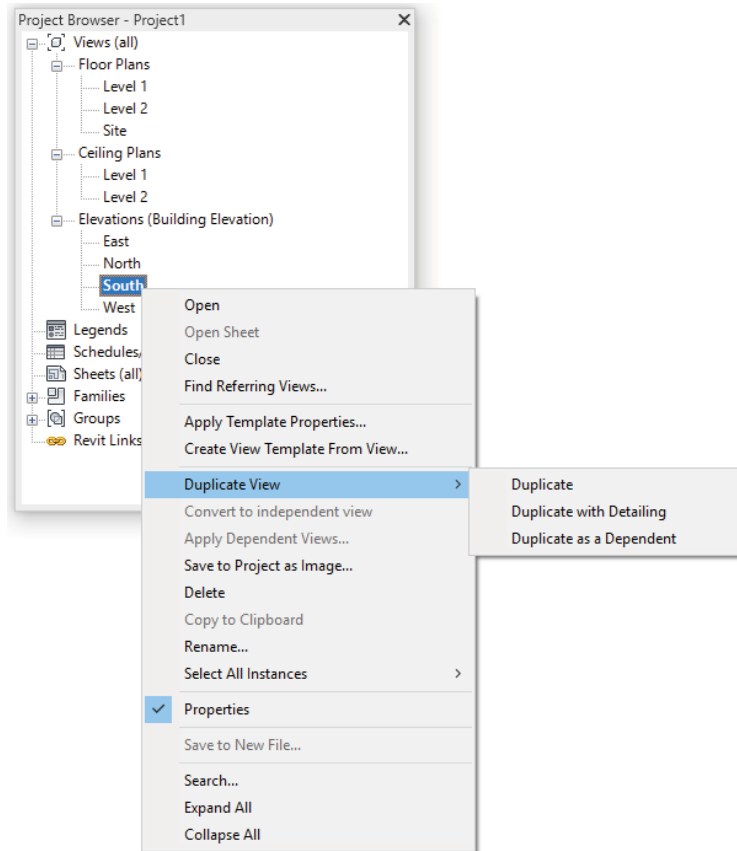 Project Browser - Project1
Views (all)
Floor Plans
Level 1
Level 2
Site
Ceiling Plans
Level 1
Level 2
Elevations (Building Elevation)
East
North
South
West
Legends
Schedules/
Sheets (all)
Families
Groups
Revit Links
Open
Open Sheet
Close
Find Referring Views...
Apply Template Properties...
Create View Template From View...
Duplicate View
Convert to independent view
Apply Dependent Views...
Save to Project as Image...
Delete
Copy to Clipboard
Rename...
Select All Instances
Properties
Save to New File...
Search...
Expand All
Collapse All
Duplicate
Duplicate with Detailing
Duplicate as a Dependent